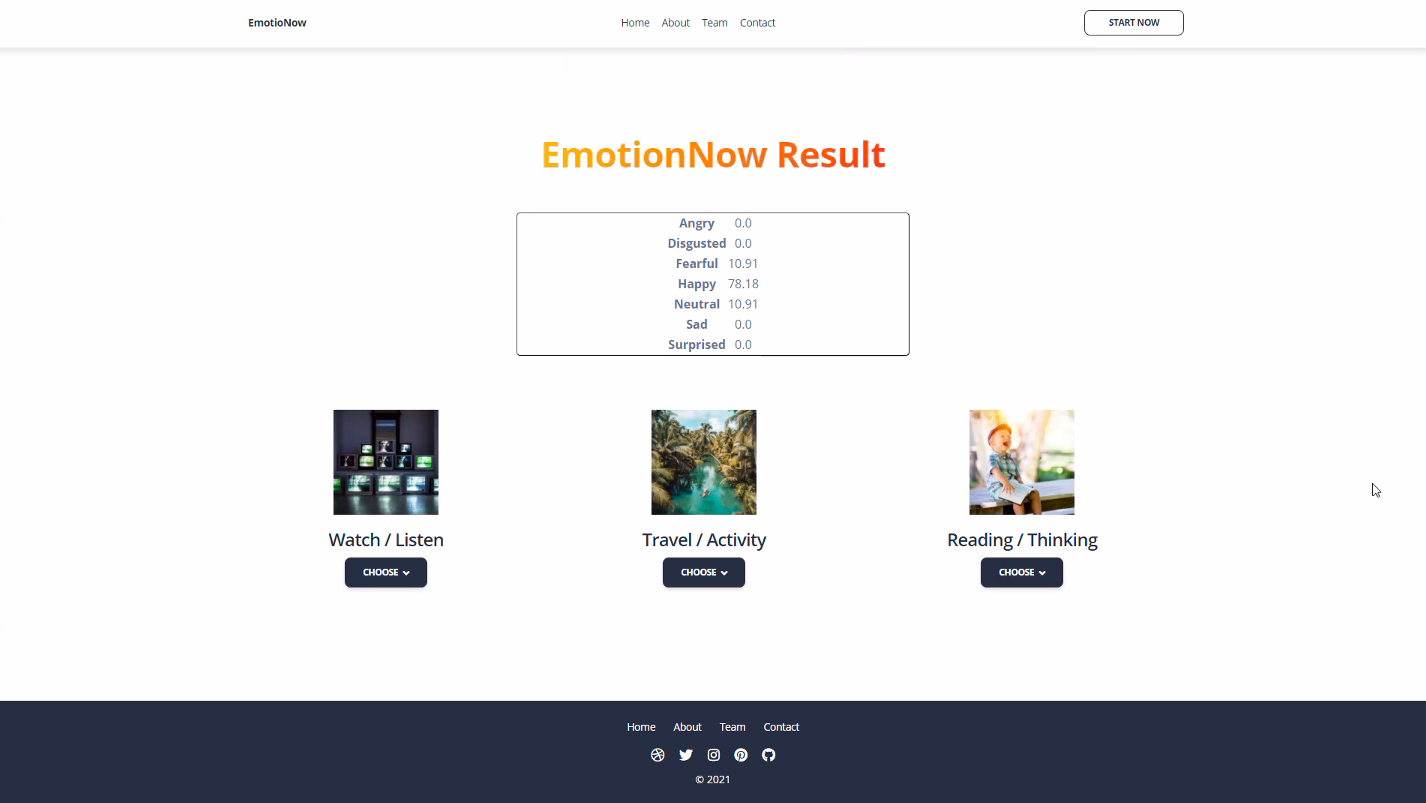 EmotioNow
Home About Team Contact
START NOW
EmotionNow Result
Angry 0.0
Disgusted 0.0
Fearful 10.91
Happy 78.18
Neutral 10.91
Sad 0.0
Surprised 0.0
Watch / Listen
CHOOSE
Travel / Activity
CHOOSE
Reading / Thinking
CHOOSE
Home About Team Contact
© 2021